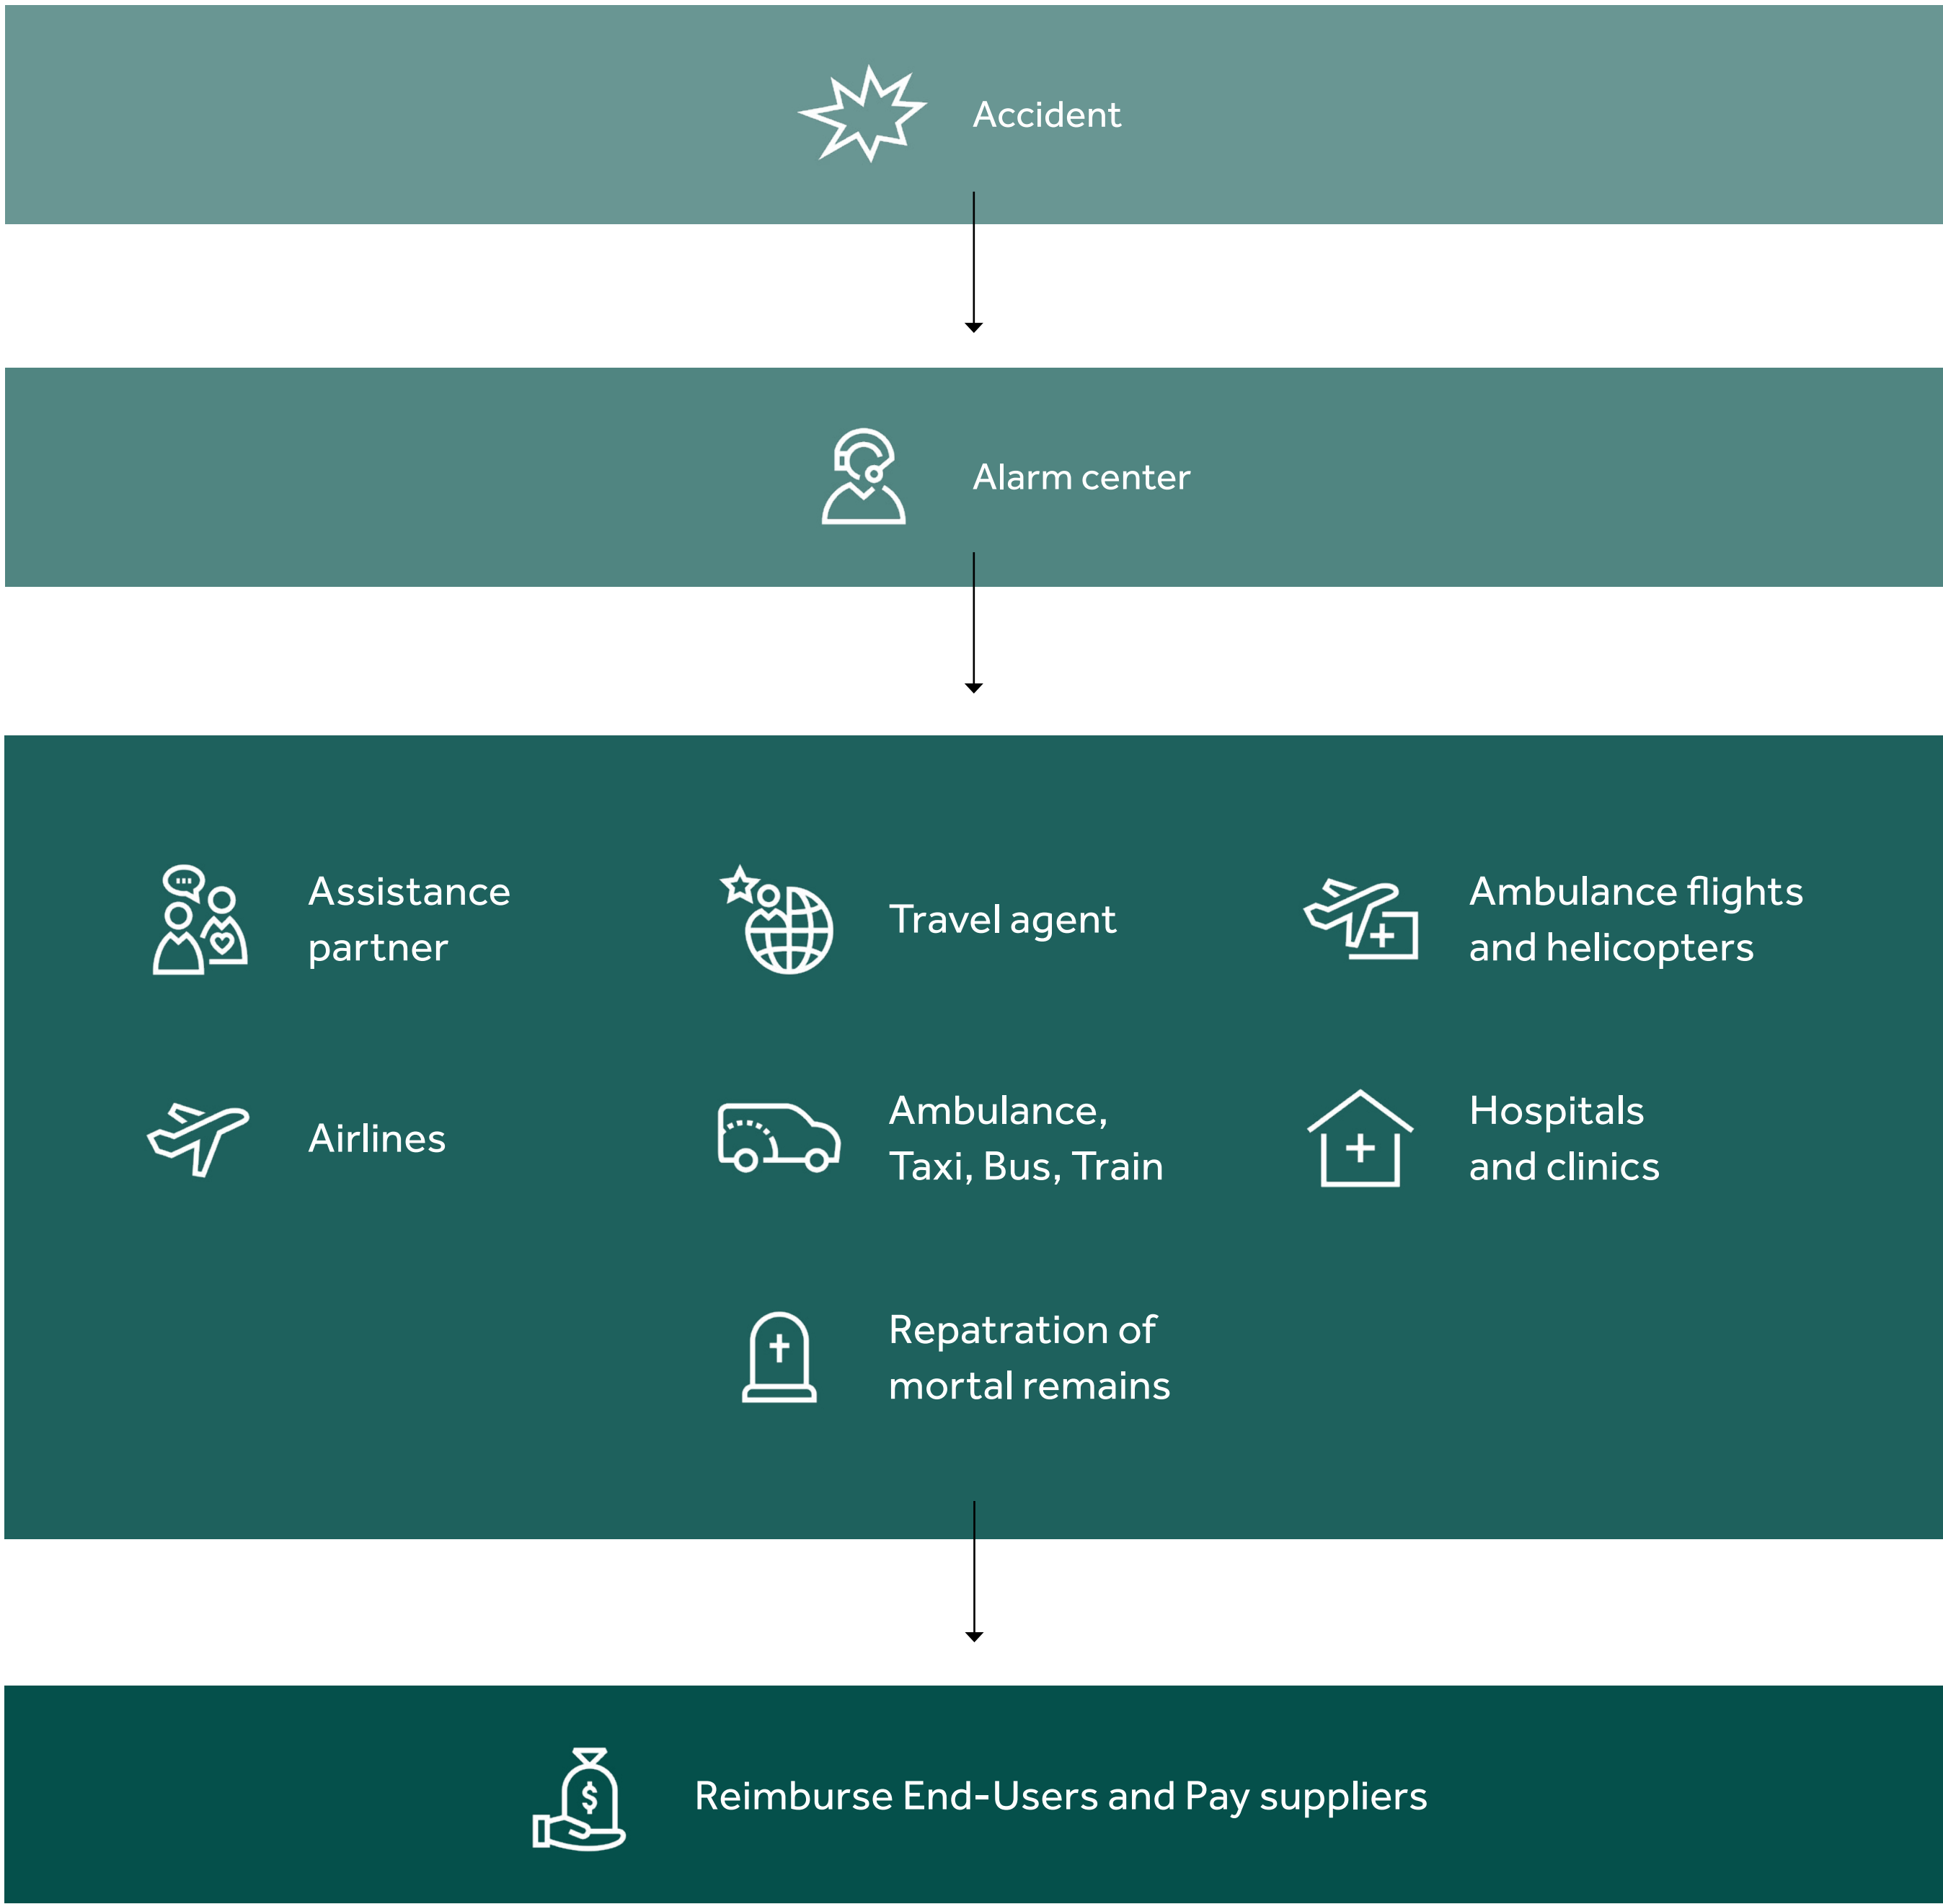 Accident
Alarm center
Assistance
partner
Travel agent
Ambulance flights
and helicopters
Airlines
Ambulance,
Taxi, Bus, Train
Hospitals
and clinics
Repatration of
mortal remains
$
Reimburse End-Users and Pay suppliers